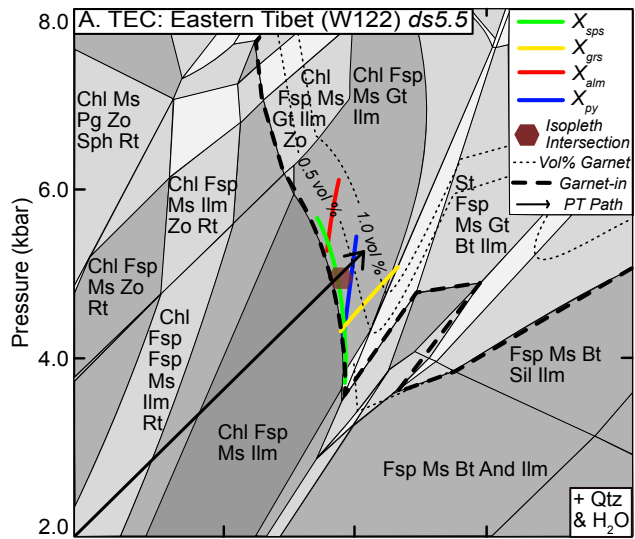 A. TEC: Eastern Tibet (W122) ds5.5
8.0
6.0
4.0
2.0
Pressure (kbar)
Xsps
Xgrs
Xalm
Xpy
Isopleth
Intersection
Vol% Garnet
Garnet-in
PT Path
Chl Ms
Pg Zo
Sph Rt
Chl
Fsp Ms
Gt Ilm
Zo
Chl Fsp
Ms Gt
Ilm
Chl Fsp
Ms Ilm
Zo Rt
0.5 vol %
1.0 vol %
St
Fsp
Ms Gt
Bt Ilm
Chl Fsp
Ms Zo
Rt
Chl
Fsp
Fsp
Ms
Ilm
Rt
Chl Fsp
Ms Ilm
Fsp Ms Bt
Sil Ilm
Fsp Ms Bt And Ilm
+ Qtz
& H₂O